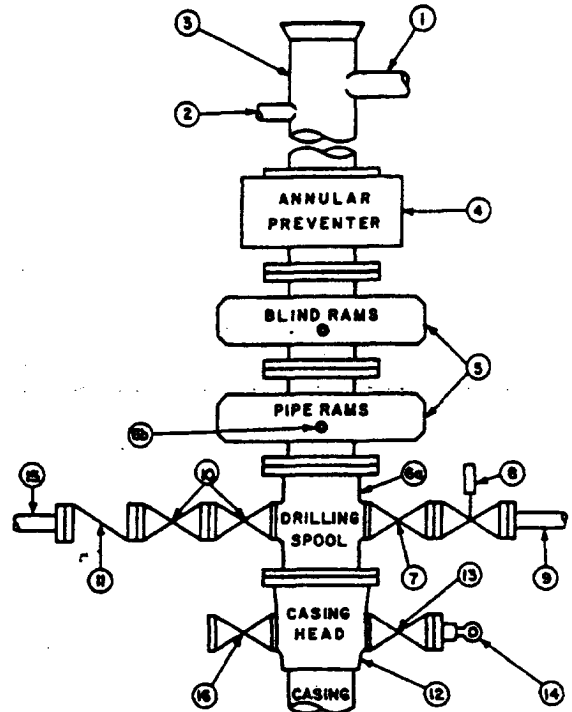 1
3
2
ANNULAR
PREVENTER
4
BLIND RAMS
5
PIPE RAMS
6b
6a
8
15
10
DRILLING
SPOOL
11
7
9
13
CASING
HEAD
16
12
14
CASING